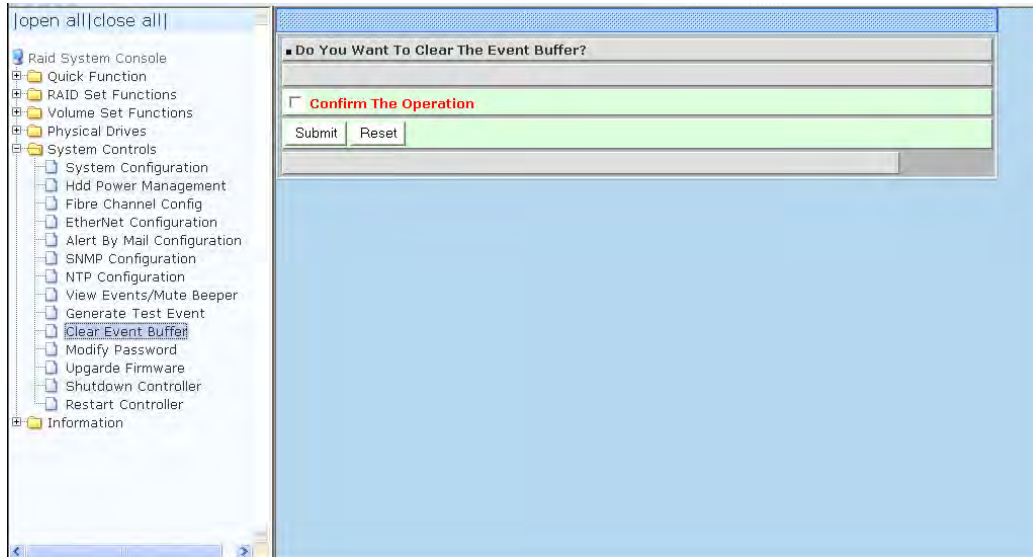 |open all|close all|
Raid System Console
Quick Function
RAID Set Functions
Volume Set Functions
Physical Drives
System Controls
System Configuration
Hdd Power Management
Fibre Channel Config
EtherNet Configuration
Alert By Mail Configuration
SNMP Configuration
NTP Configuration
View Events/Mute Beeper
Generate Test Event
Clear Event Buffer
Modify Password
Upgarde Firmware
Shutdown Controller
Restart Controller
Information
Do You Want To Clear The Event Buffer?
Confirm The Operation
Submit Reset